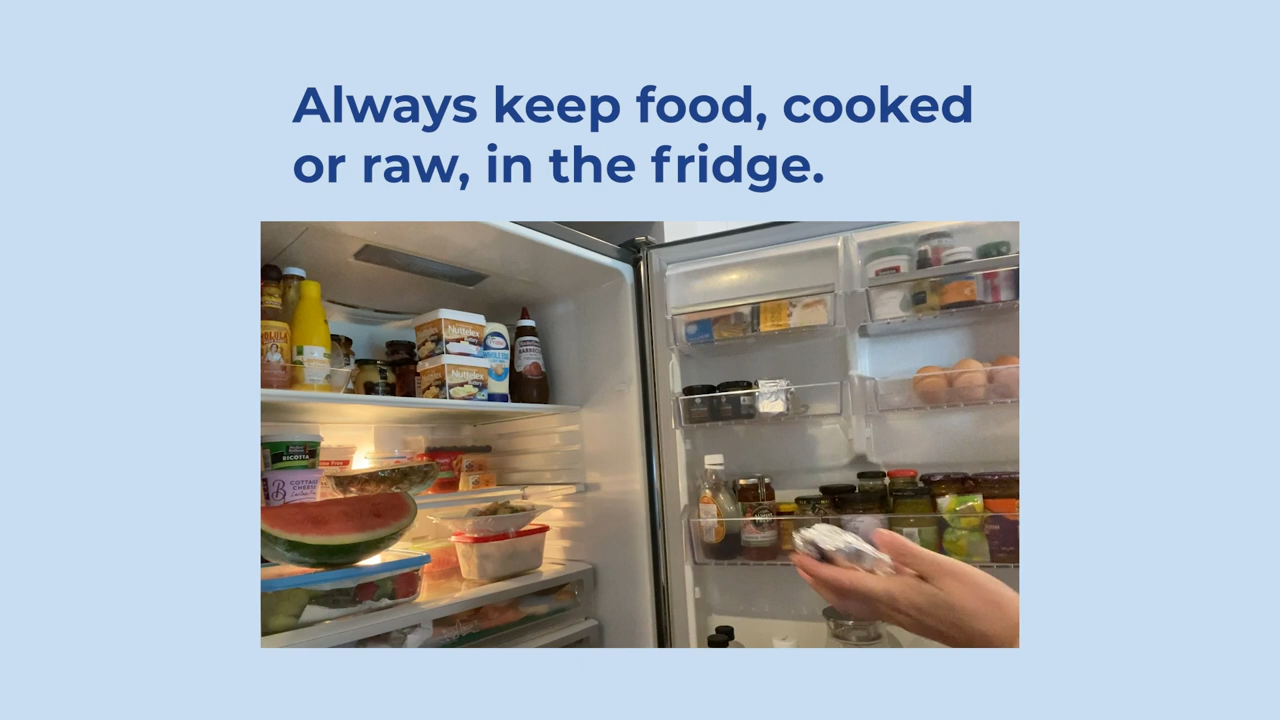 Always keep food, cooked
or raw, in the fridge.
Nuttelex
Nuttelex
RICOTTA
COTTAGE
CHEESE